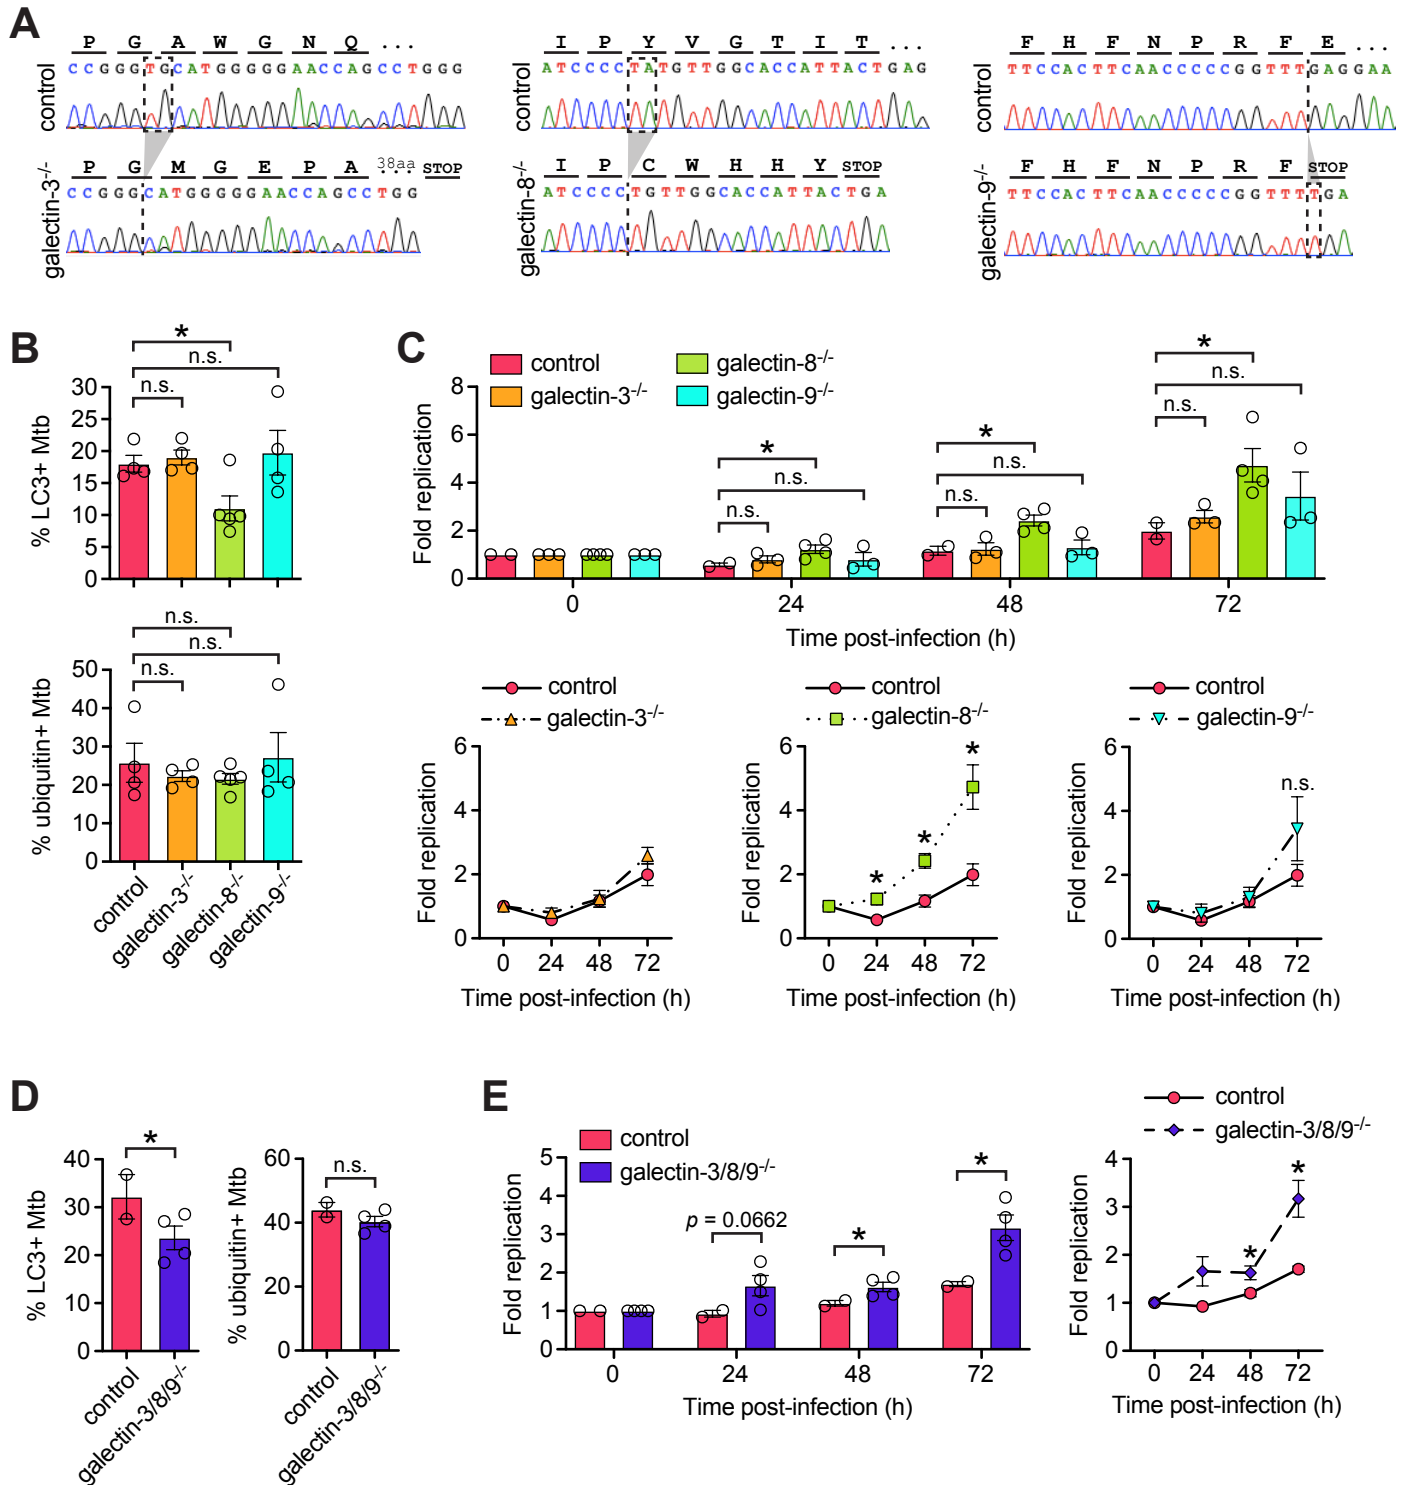 A
P G A W G N Q ...
control
CCGGGTGCATGGGGGAACCAGCCTGGG
P G M G E P A 38aa ... STOP
galectin-3-/-
CCGGGCATGGGGGAACCAGCCTGG
I P Y V G T I T ...
control
ATCCCCTATGTTGGCACCATTACTGAG
I P C W H H Y STOP
galectin-8-/-
ATCCCCTGTTGGCACCATTACTGA
F H F N P R F E ...
control
TTCCACTTCAACCCCCGGTTTGAGGAA
F H F N P R F STOP
galectin-9-/-
TTCCACTTCAACCCCCGGTTTTGA
B
*
n.s.
n.s.
% LC3+ Mtb
30
25
20
15
10
5
0
n.s.
n.s.
n.s.
% ubiquitin+ Mtb
50
40
30
20
10
0
control
galectin-3-/-
galectin-8-/-
galectin-9-/-
C
control
galectin-3-/-
galectin-8-/-
galectin-9-/-
Fold replication
8
6
4
2
0
*
n.s.
n.s.
*
n.s.
n.s.
*
n.s.
n.s.
0 24 48 72
Time post-infection (h)
control
galectin-3-/-
Fold replication
6
4
2
0
0 24 48 72
Time post-infection (h)
control
galectin-8-/-
Fold replication
6
4
2
0
* * *
0 24 48 72
Time post-infection (h)
control
galectin-9-/-
Fold replication
6
4
2
0
n.s.
0 24 48 72
Time post-infection (h)
D
*
% LC3+ Mtb
40
30
20
10
0
control
galectin-3/8/9-/-
n.s.
% ubiquitin+ Mtb
60
40
20
0
control
galectin-3/8/9-/-
E
control
galectin-3/8/9-/-
Fold replication
5
4
3
2
1
0
p = 0.0662
*
*
0 24 48 72
Time post-infection (h)
control
galectin-3/8/9-/-
Fold replication
4
3
2
1
0
*
*
0 24 48 72
Time post-infection (h)